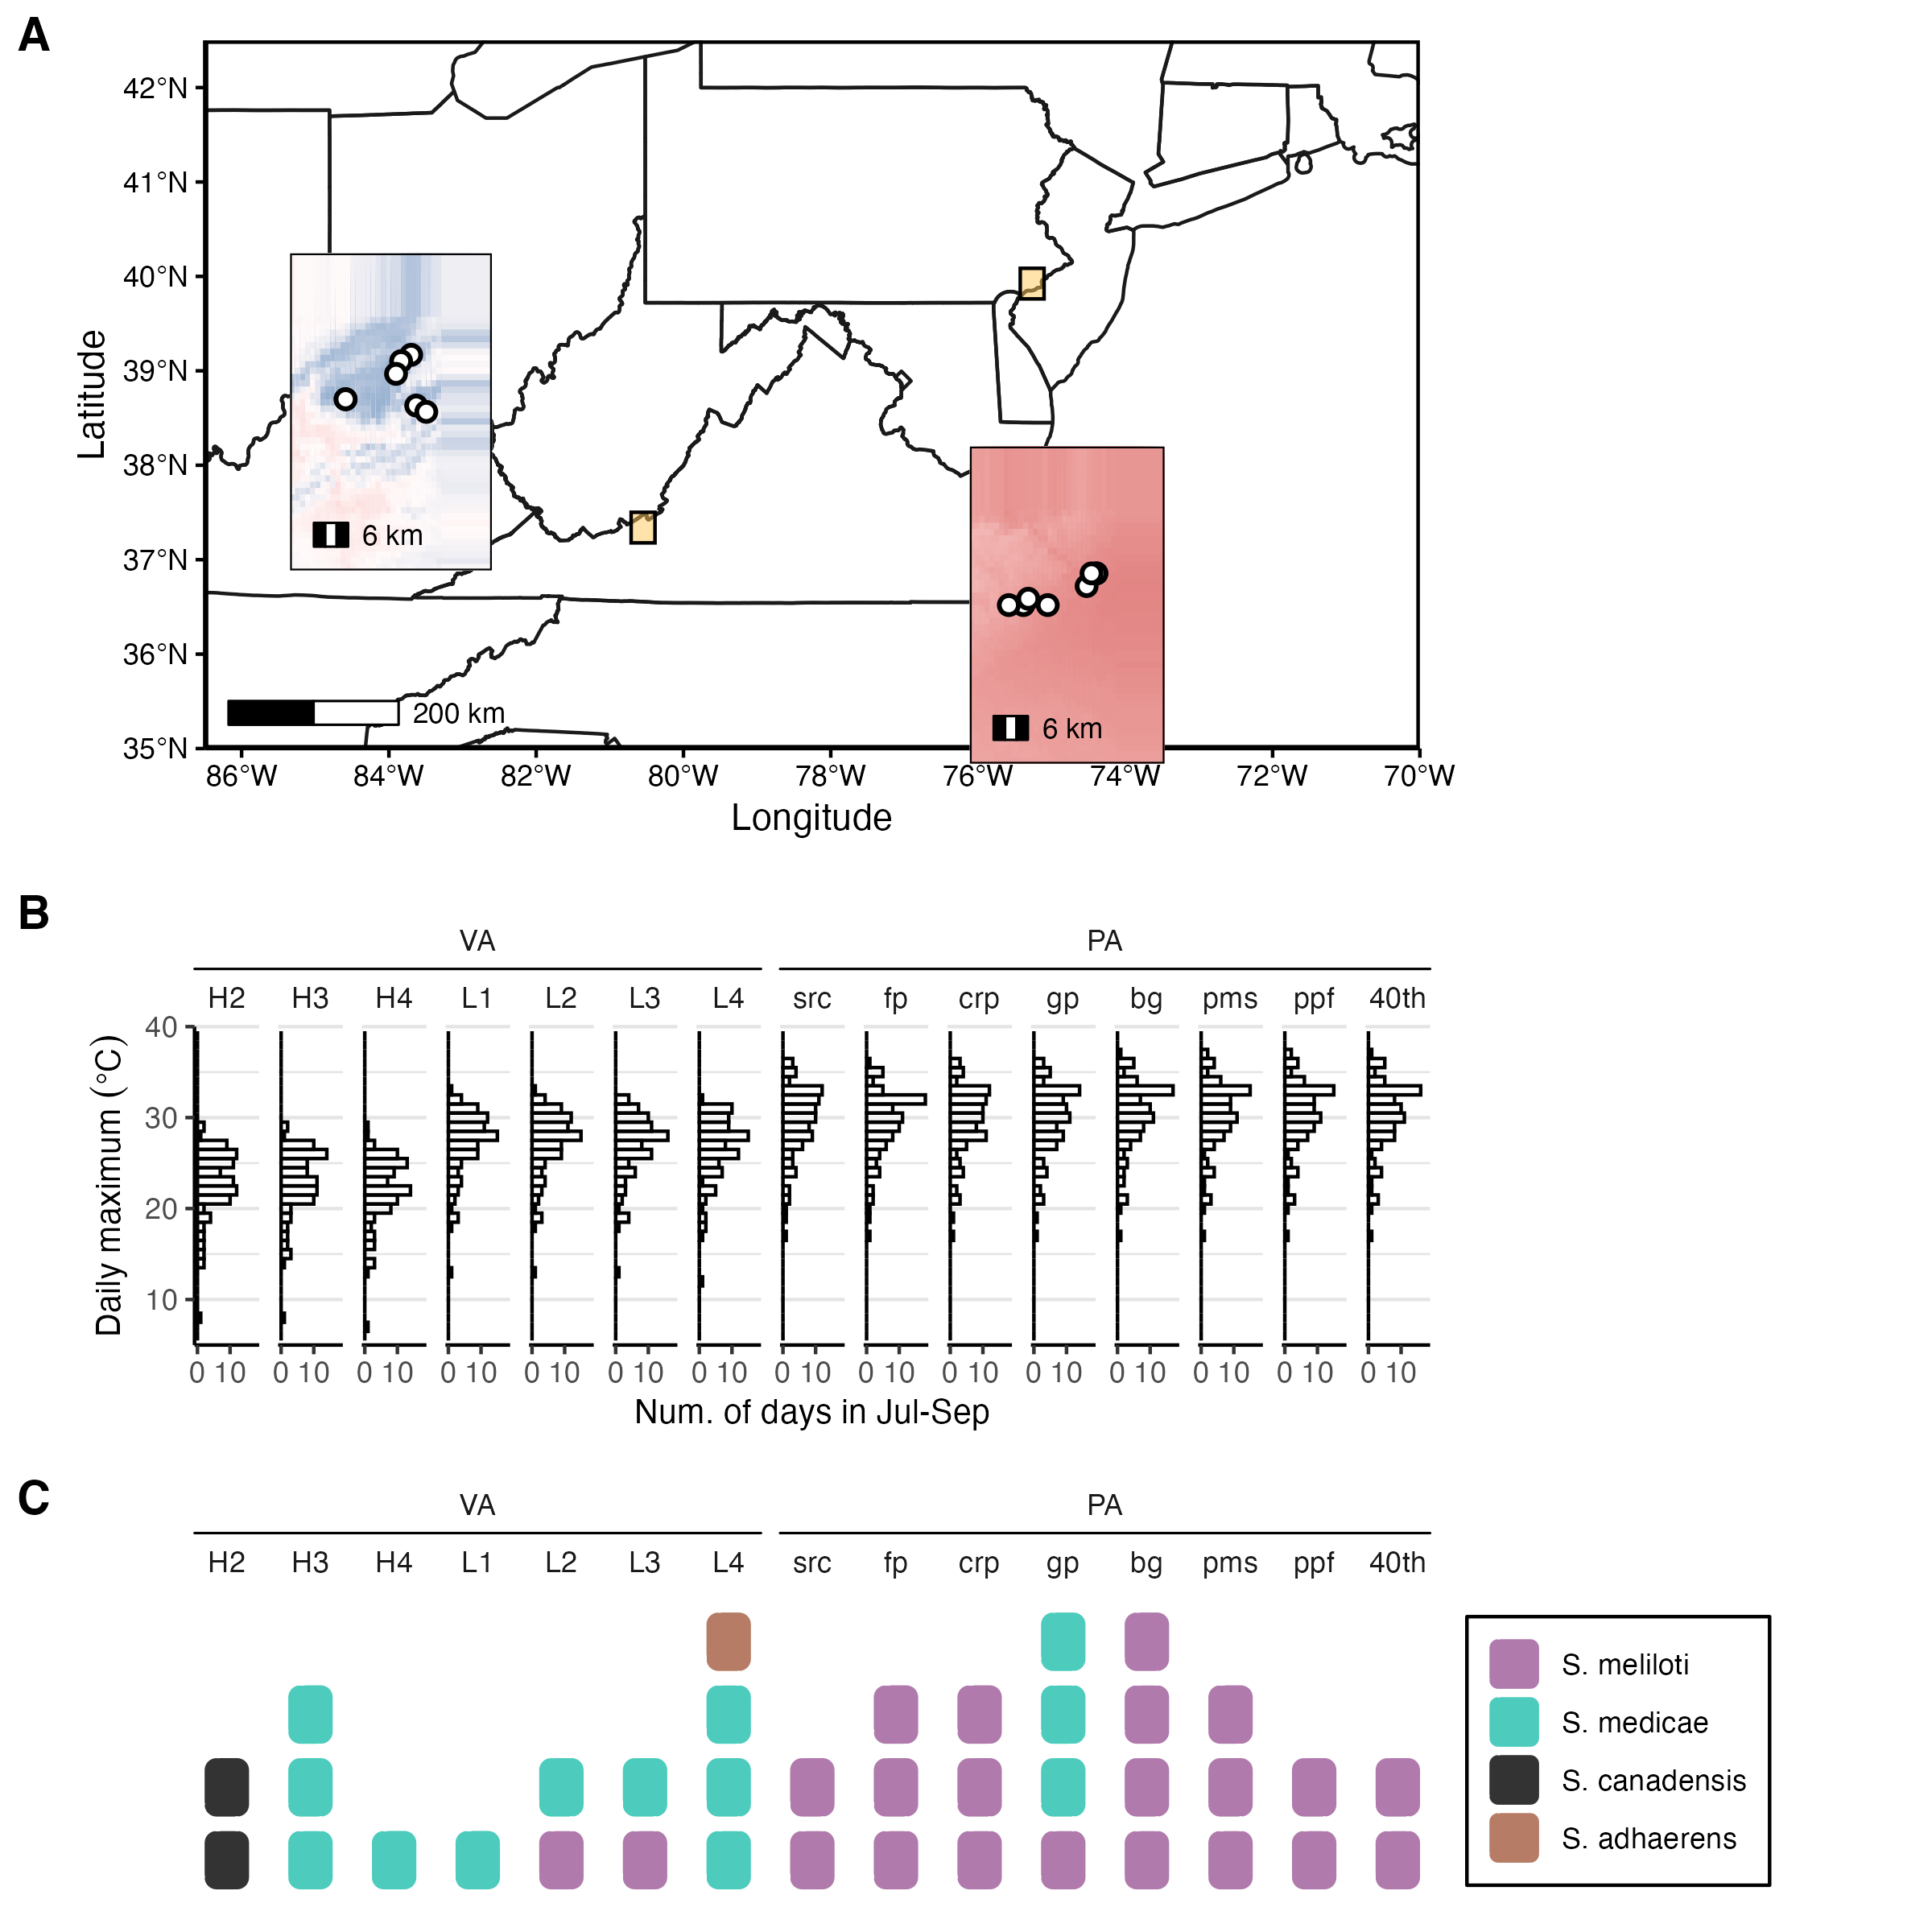 A
42°N
41°N
40°N
39°N
38°N
37°N
36°N
35°N
Latitude
6 km
6 km
200 km
86°W 84°W 82°W 80°W 78°W 76°W 74°W 72°W 70°W
Longitude
B
VA PA
H2 H3 H4 L1 L2 L3 L4 src fp crp gp bg pms ppf 40th
40
30
20
10
Daily maximum (°C)
0 10 0 10 0 10 0 10 0 10 0 10 0 10 0 10 0 10 0 10 0 10 0 10 0 10 0 10 0 10
Num. of days in Jul-Sep
C
VA PA
H2 H3 H4 L1 L2 L3 L4 src fp crp gp bg pms ppf 40th
S. meliloti
S. medicae
S. canadensis
S. adhaerens